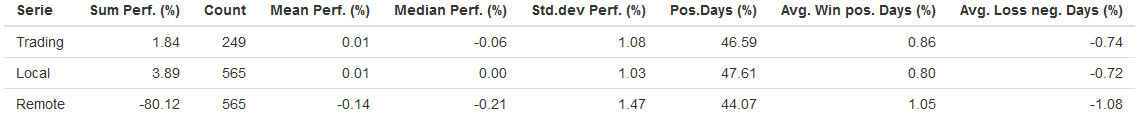 Serie Sum Perf. (%) Count Mean Perf. (%) Median Perf. (%) Std.dev Perf. (%) Pos.Days (%) Avg. Win pos. Days (%) Avg. Loss neg. Days (%)
Trading 1.84 249 0.01 -0.06 1.08 46.59 0.86 -0.74
Local 3.89 565 0.01 0.00 1.03 47.61 0.80 -0.72
Remote -80.12 565 -0.14 -0.21 1.47 44.07 1.05 -1.08